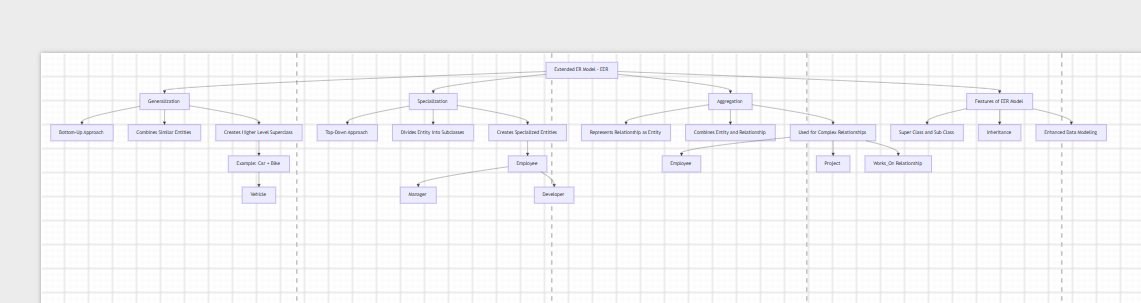 Extended ER Model - EER
Generalization
Specialization
Aggregation
Features of EER Model
Bottom-Up Approach
Combines Similar Entities
Creates Higher Level Superclass
Top-Down Approach
Divides Entity Into Subclasses
Creates Specialized Entities
Represents Relationship as Entity
Combines Entity and Relationship
Used for Complex Relationships
Super Class and Sub Class
Inheritance
Enhanced Data Modeling
Example: Car + Bike
Employee
Employee
Project
Works_On Relationship
Vehicle
Manager
Developer